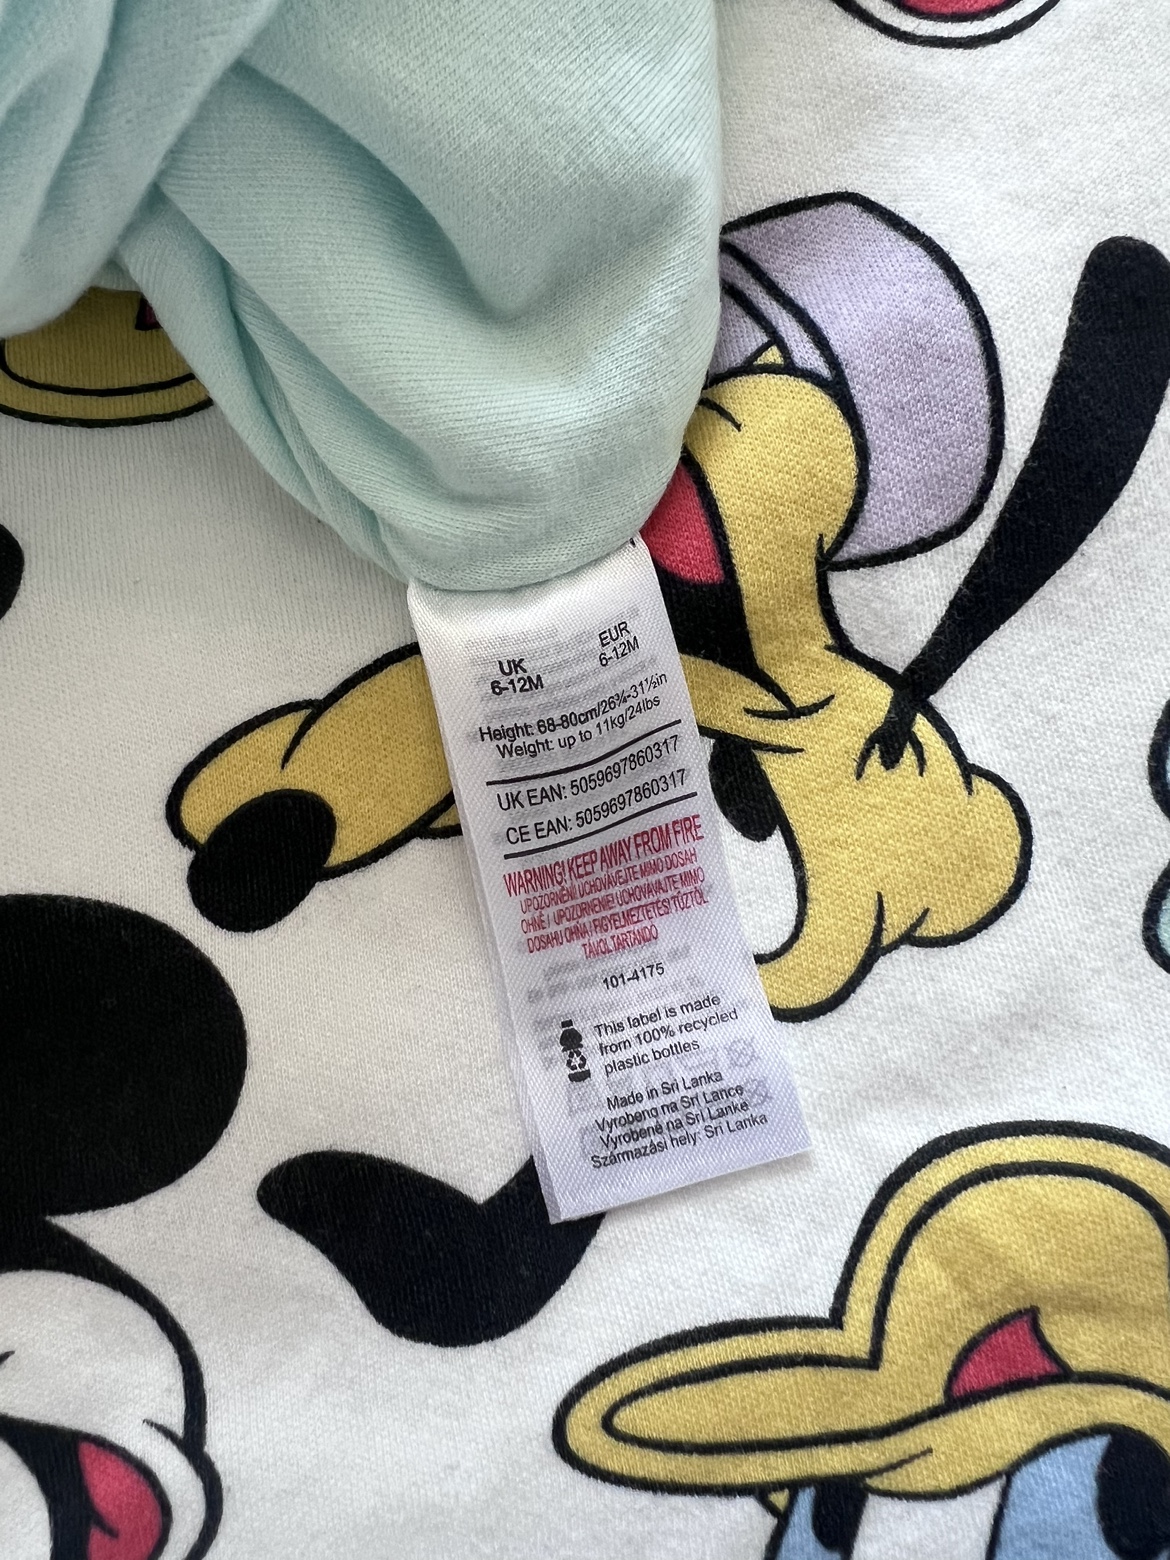 UK EUR
6-12M 6-12M
Height: 68-80cm/26¾-31½in
Weight: up to 11kg/24lbs
UK EAN: 5059697860317
CE EAN: 5059697860317
WARNING! KEEP AWAY FROM FIRE
UPOZORNĚNÍ! UCHOVÁVEJTE MIMO DOSAH
OHNĚ / UPOZORNENIE! UCHOVÁVAJTE MIMO
DOSAHU OHŇA / FIGYELMEZTETÉS! TŰZTŐL
TÁVOL TARTANDÓ
101-4175
This label is made
from 100% recycled
plastic bottles
Made in Sri Lanka
Vyrobeno na Srí Lance
Vyrobené na Srí Lanke
Származási hely: Srí Lanka